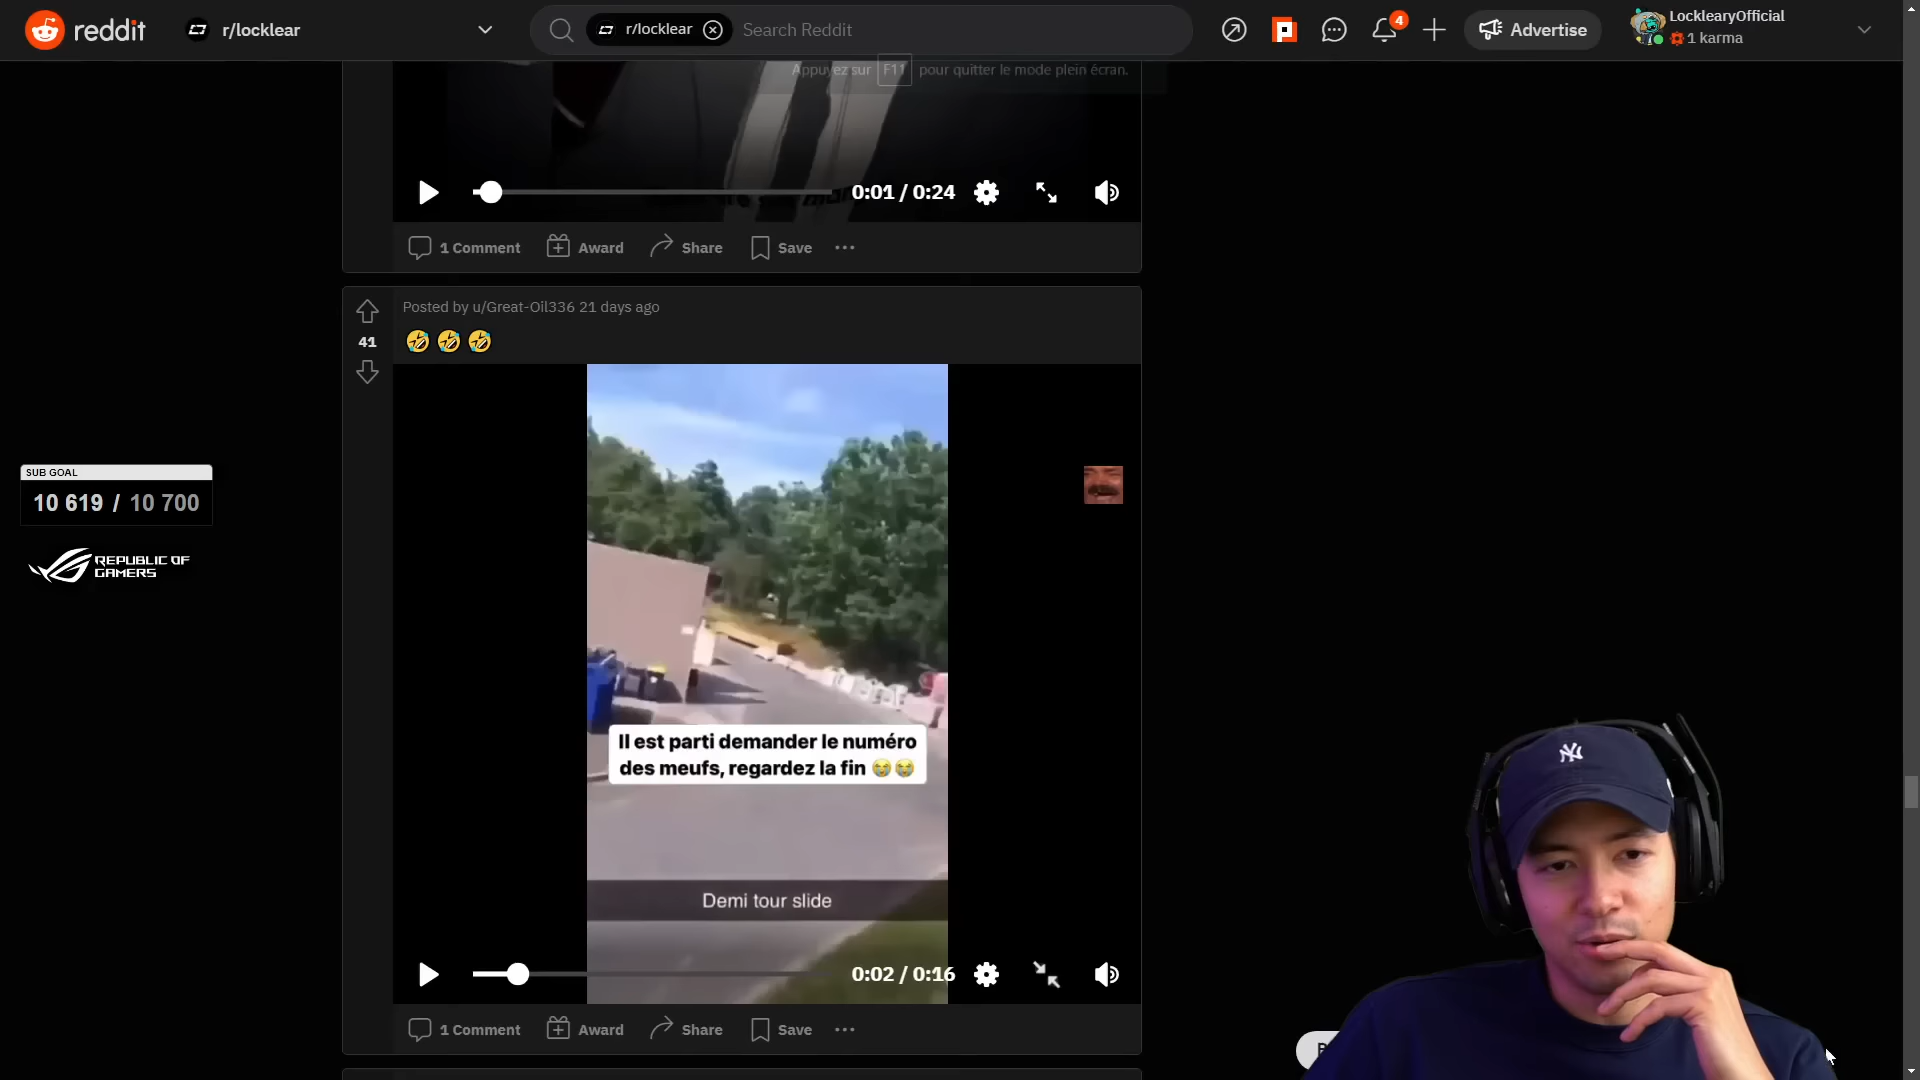 reddit
r/locklear
r/locklear
Search Reddit
4
Advertise
LocklearyOfficial
1 karma
Appuyez sur F11 pour quitter le mode plein écran.
0:01 / 0:24
1 Comment
Award
Share
Save
Posted by u/Great-Oil336 21 days ago
41
🤣 🤣 🤣
SUB GOAL
10 619 / 10 700
REPUBLIC OF
GAMERS
Il est parti demander le numéro
des meufs, regardez la fin 😭😭
Demi tour slide
NY
0:02 / 0:16
1 Comment
Award
Share
Save